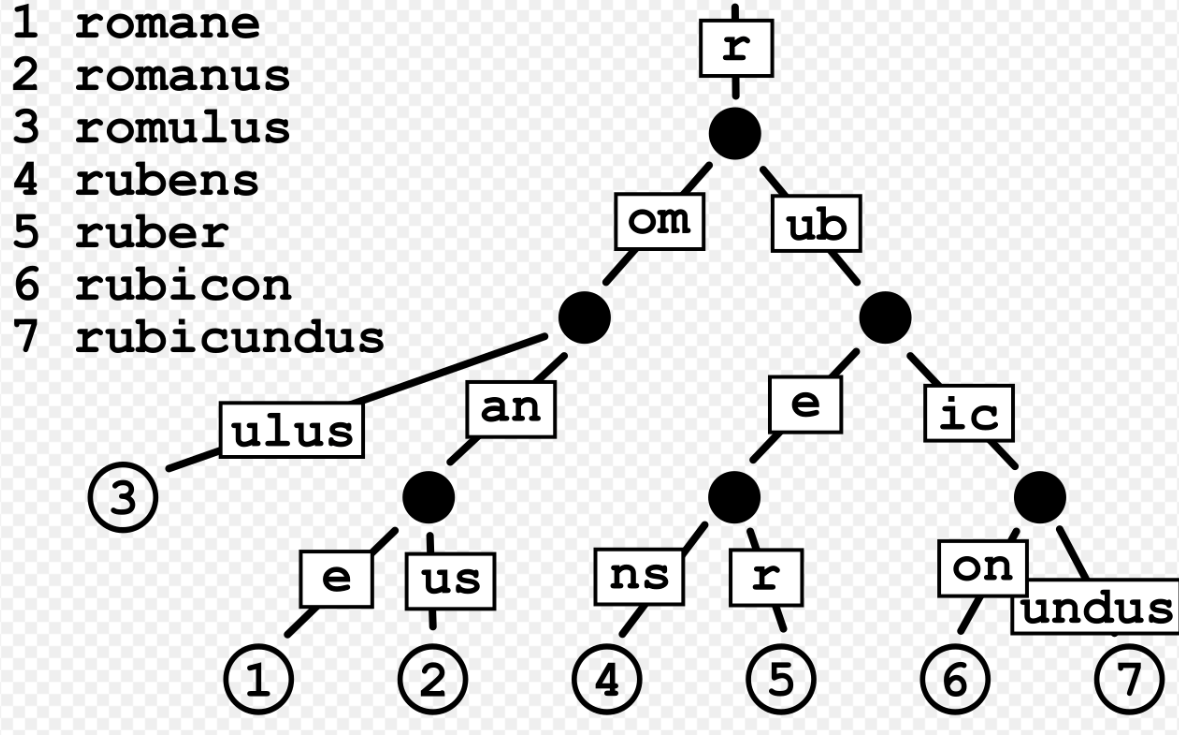 1 romane
2 romanus
3 romulus
4 rubens
5 ruber
6 rubicon
7 rubicundus
r
om ub
ulus an e ic
3
e us ns r on undus
1 2 4 5 6 7